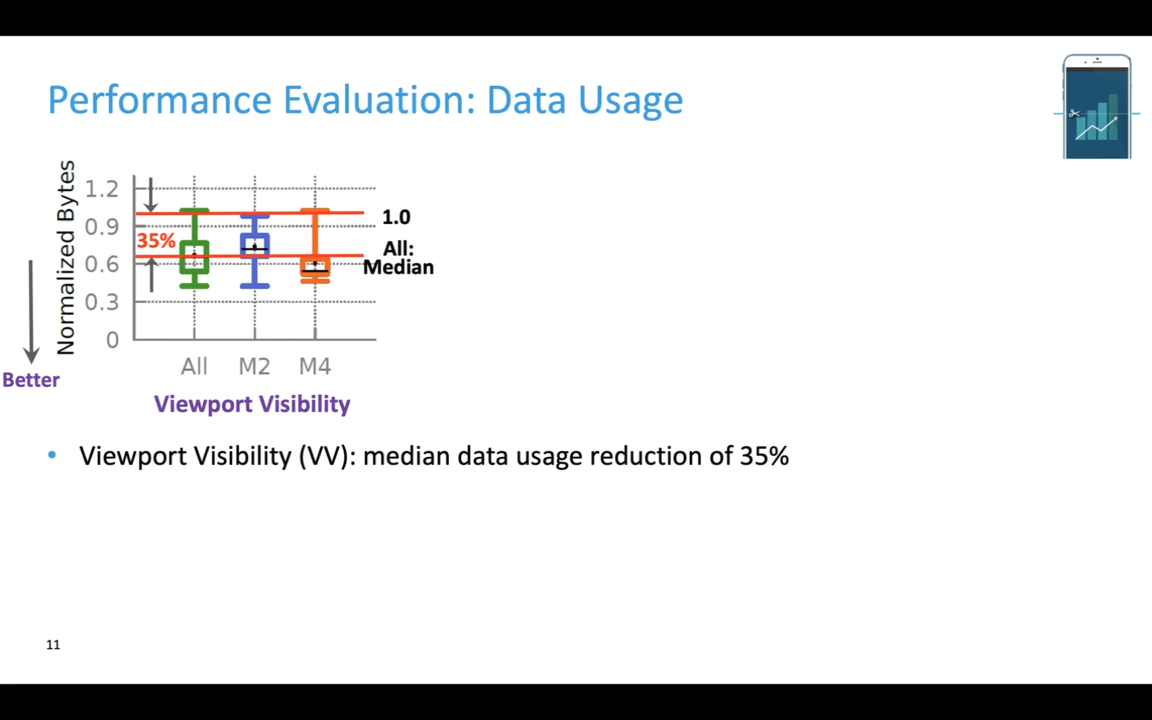 Performance Evaluation: Data Usage
Normalized Bytes
1.2
0.9
0.6
0.3
0
35%
1.0
All:
Median
Better
All M2 M4
Viewport Visibility
• Viewport Visibility (VV): median data usage reduction of 35%
11